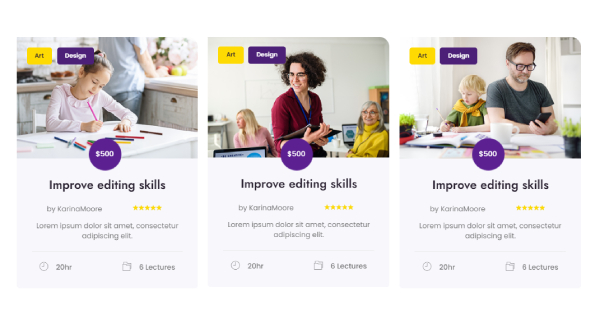 Art Design
$500
Improve editing skills
by KarinaMoore
Lorem ipsum dolor sit amet, consectetur
adipiscing elit.
20hr 6 Lectures
Art Design
$500
Improve editing skills
by KarinaMoore
Lorem ipsum dolor sit amet, consectetur
adipiscing elit.
20hr 6 Lectures
Art Design
$500
Improve editing skills
by KarinaMoore
Lorem ipsum dolor sit amet, consectetur
adipiscing elit.
20hr 6 Lectures